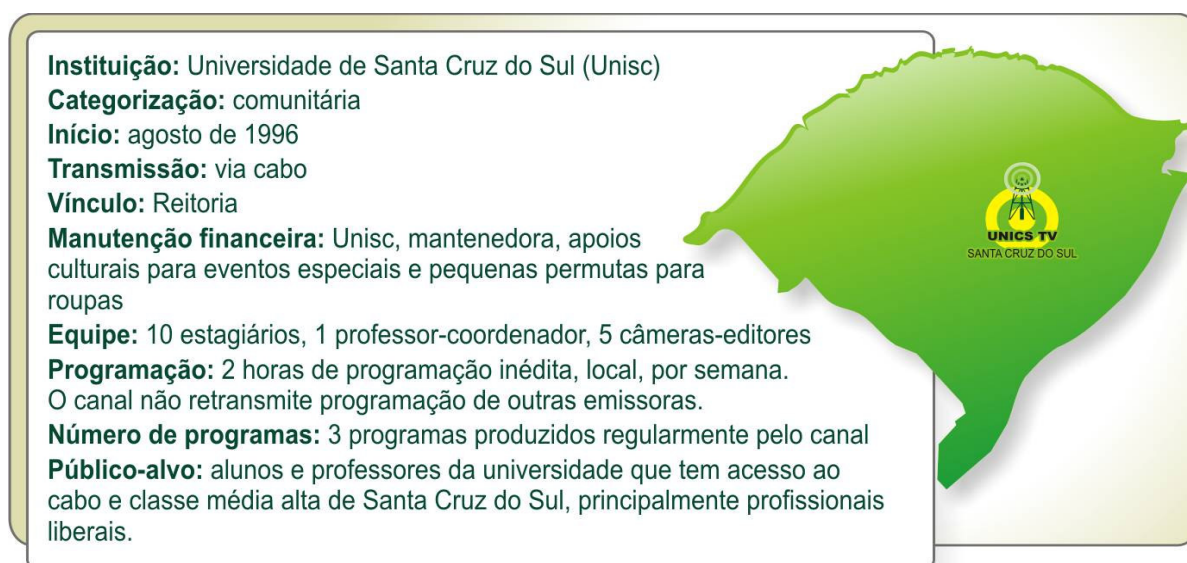 Instituição: Universidade de Santa Cruz do Sul (Unisc)
Categorização: comunitária
Início: agosto de 1996
Transmissão: via cabo
Vínculo: Reitoria
Manutenção financeira: Unisc, mantenedora, apoios
culturais para eventos especiais e pequenas permutas para
roupas
Equipe: 10 estagiários, 1 professor-coordenador, 5 câmeras-editores
Programação: 2 horas de programação inédita, local, por semana.
O canal não retransmite programação de outras emissoras.
Número de programas: 3 programas produzidos regularmente pelo canal
Público-alvo: alunos e professores da universidade que tem acesso ao
cabo e classe média alta de Santa Cruz do Sul, principalmente profissionais
liberais.
UNICS TV
SANTA CRUZ DO SUL